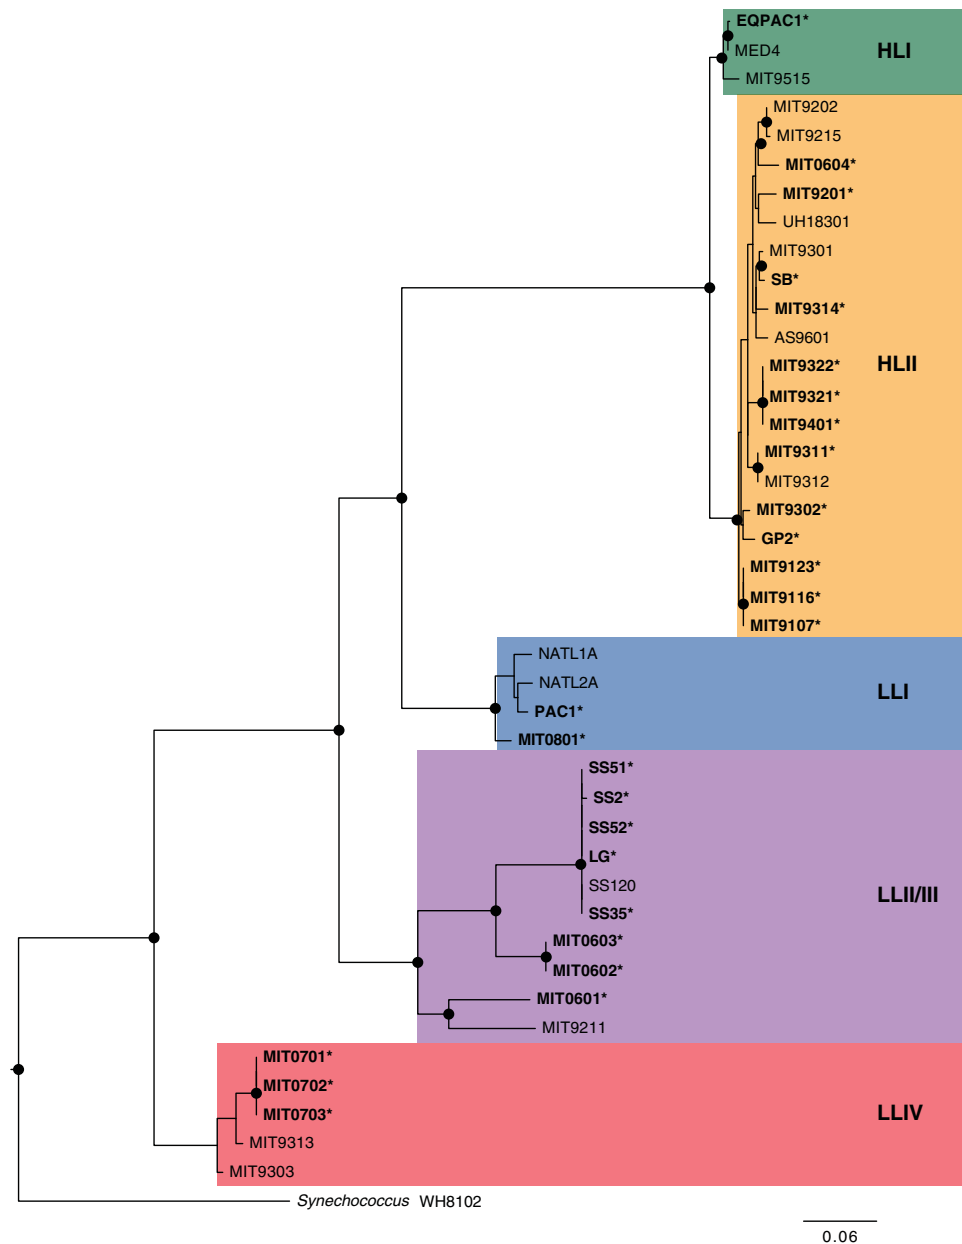 EQPAC1*
MED4
HLI
MIT9515
MIT9202
MIT9215
MIT0604*
MIT9201*
UH18301
MIT9301
SB*
MIT9314*
AS9601
HLII
MIT9322*
MIT9321*
MIT9401*
MIT9311*
MIT9312
MIT9302*
GP2*
MIT9123*
MIT9116*
MIT9107*
NATL1A
NATL2A
LLI
PAC1*
MIT0801*
SS51*
SS2*
SS52*
LG*
SS120
LLII/III
SS35*
MIT0603*
MIT0602*
MIT0601*
MIT9211
MIT0701*
MIT0702*
MIT0703*
LLIV
MIT9313
MIT9303
Synechococcus WH8102
0.06